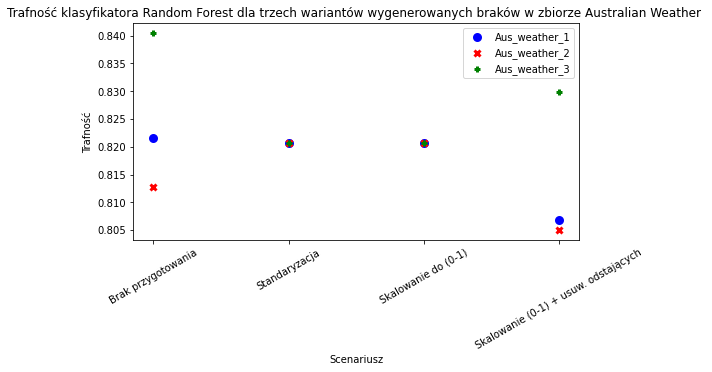 Trafność klasyfikatora Random Forest dla trzech wariantów wygenerowanych braków w zbiorze Australian Weather
Aus_weather_1
Aus_weather_2
Aus_weather_3
Trafność
0.840
0.835
0.830
0.825
0.820
0.815
0.810
0.805
Brak przygotowania
Standaryzacja
Skalowanie do (0-1)
Skalowanie (0-1) + usuw. odstających
Scenariusz